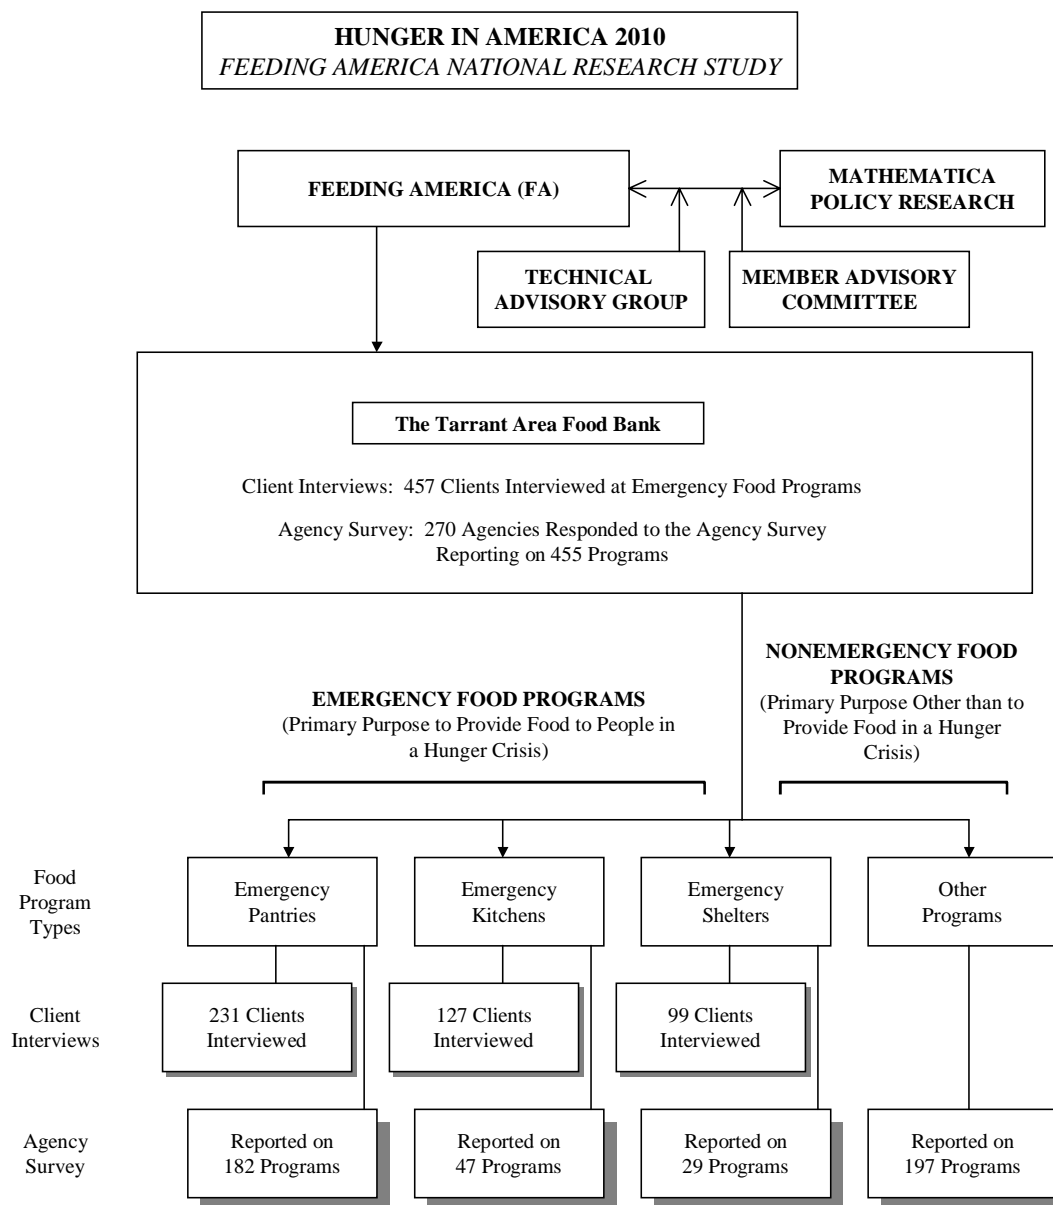 HUNGER IN AMERICA 2010
FEEDING AMERICA NATIONAL RESEARCH STUDY
FEEDING AMERICA (FA)
MATHEMATICA
POLICY RESEARCH
TECHNICAL
ADVISORY GROUP
MEMBER ADVISORY
COMMITTEE
The Tarrant Area Food Bank
Client Interviews:  457 Clients Interviewed at Emergency Food Programs
Agency Survey:  270 Agencies Responded to the Agency Survey
Reporting on 455 Programs
EMERGENCY FOOD PROGRAMS
(Primary Purpose to Provide Food to People in
a Hunger Crisis)
NONEMERGENCY FOOD
PROGRAMS
(Primary Purpose Other than to
Provide Food in a Hunger
Crisis)
Food
Program
Types
Emergency
Pantries
Emergency
Kitchens
Emergency
Shelters
Other
Programs
Client
Interviews
231 Clients
Interviewed
127 Clients
Interviewed
99 Clients
Interviewed
Agency
Survey
Reported on
182 Programs
Reported on
47 Programs
Reported on
29 Programs
Reported on
197 Programs